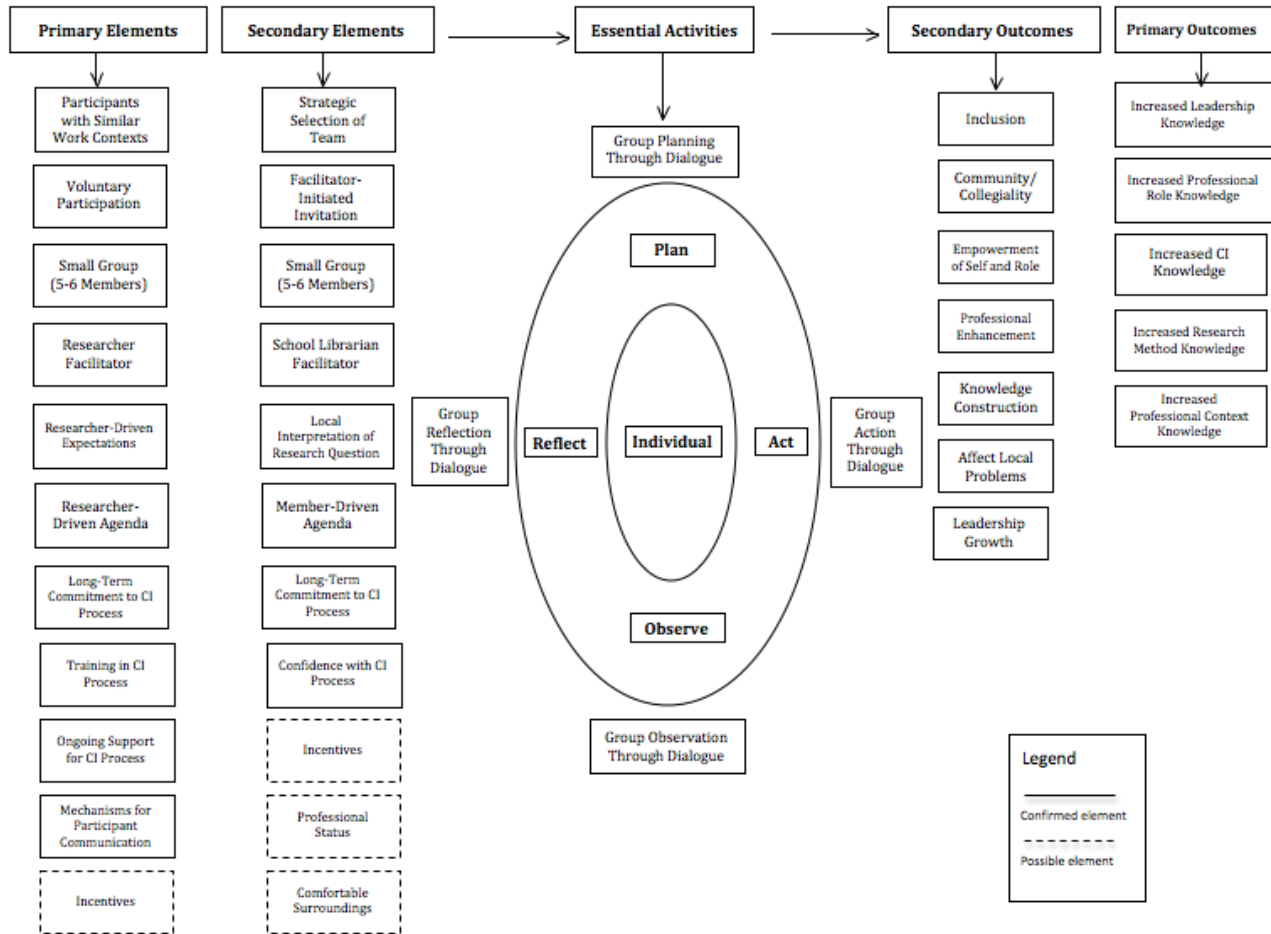 Primary Elements
Participants
with Similar
Work Contexts
Voluntary
Participation
Small Group
(5-6 Members)
Researcher
Facilitator
Researcher-Driven
Expectations
Researcher-
Driven Agenda
Long-Term
Commitment to CI
Process
Training in CI
Process
Ongoing Support
for CI Process
Mechanisms for
Participant
Communication
Incentives
Secondary Elements
Strategic
Selection of
Team
Facilitator-
Initiated
Invitation
Small Group
(5-6 Members)
School Librarian
Facilitator
Local
Interpretation of
Research Question
Member-Driven
Agenda
Long-Term
Commitment to CI
Process
Confidence with CI
Process
Incentives
Professional
Status
Comfortable
Surroundings
Essential Activities
Group Planning
Through Dialogue
Plan
Group
Reflection
Through
Dialogue
Reflect
Individual
Act
Group
Action
Through
Dialogue
Observe
Group Observation
Through Dialogue
Secondary Outcomes
Inclusion
Community/
Collegiality
Empowerment
of Self and Role
Professional
Enhancement
Knowledge
Construction
Affect Local
Problems
Leadership
Growth
Primary Outcomes
Increased Leadership
Knowledge
Increased Professional
Role Knowledge
Increased CI
Knowledge
Increased Research
Method Knowledge
Increased
Professional Context
Knowledge
Legend
Confirmed element
Possible element